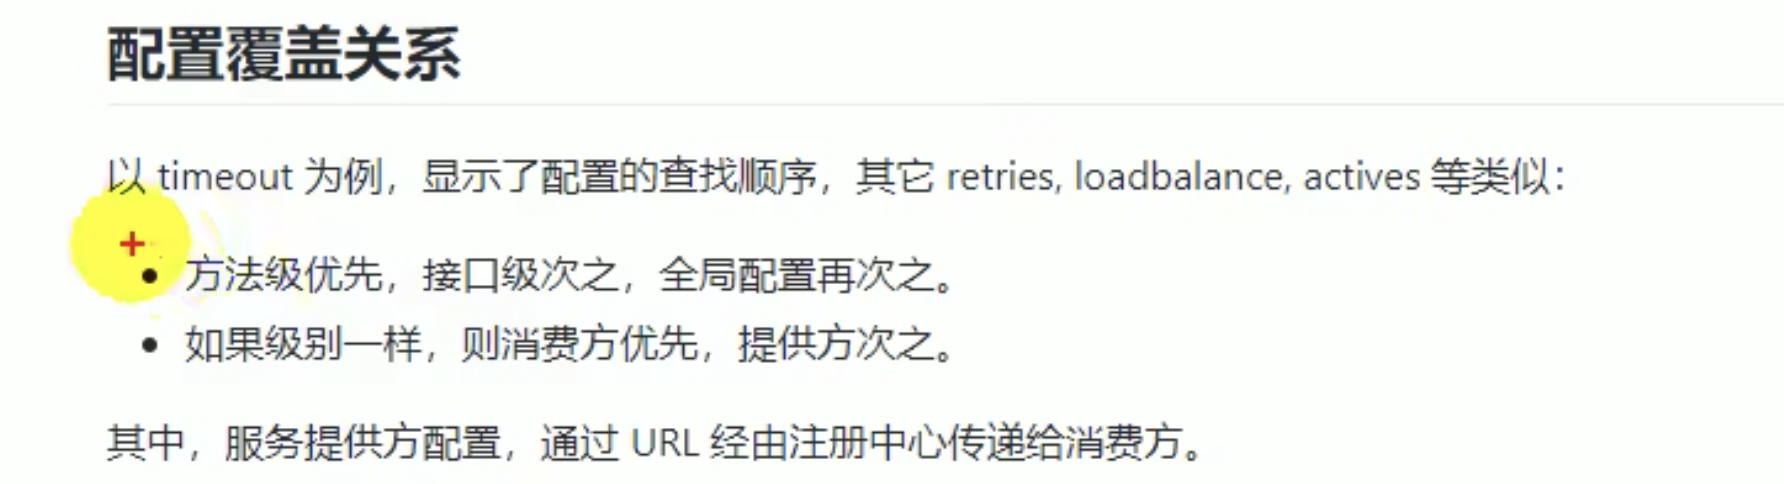 配置覆盖关系
以 timeout 为例，显示了配置的查找顺序，其它 retries, loadbalance, actives 等类似：
方法级优先，接口级次之，全局配置再次之。
如果级别一样，则消费方优先，提供方次之。
其中，服务提供方配置，通过 URL 经由注册中心传递给消费方。